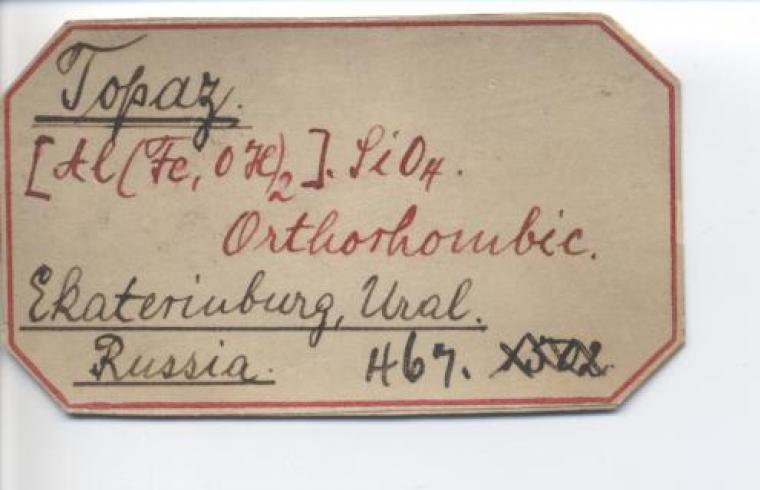 Topaz.
[Al(Fe, OH)2]. SiO4.
Orthorhombic.
Ekaterinburg, Ural.
Russia. 467.